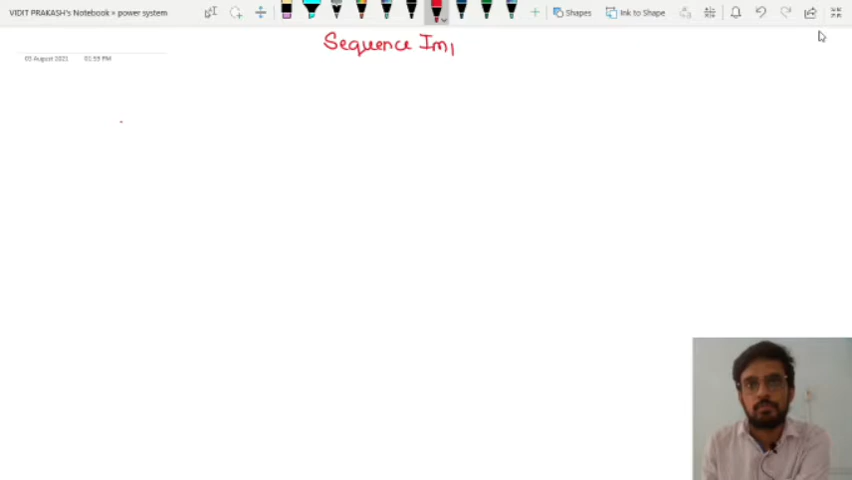 VIDIT PRAKASH's Notebook » power system
Shapes
Ink to Shape
Sequence Im
05 August 2021 01:59 PM